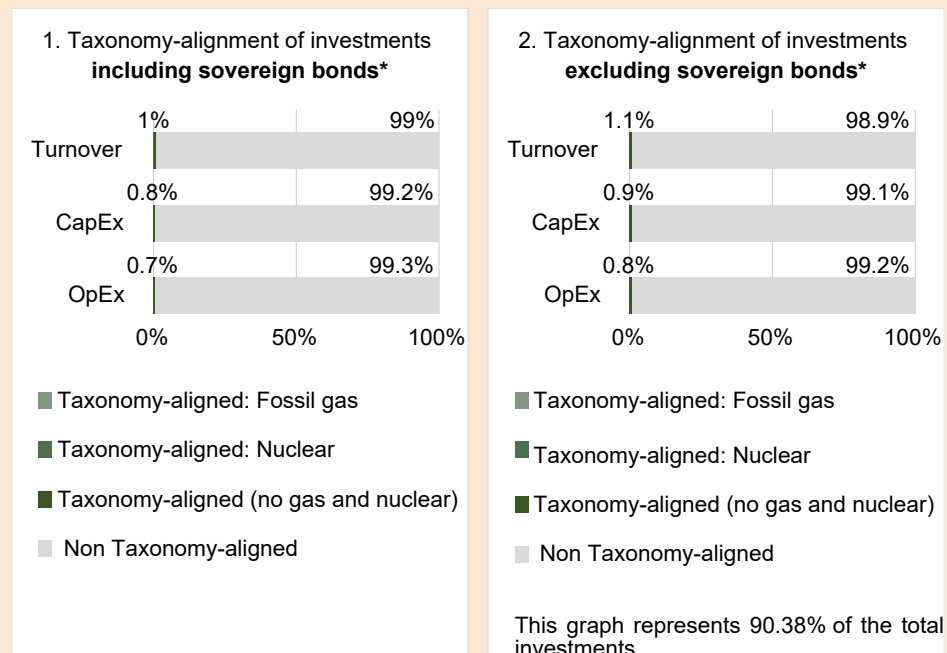 1. Taxonomy-alignment of investments
including sovereign bonds*
1% 99%
Turnover
0.8% 99.2%
CapEx
0.7% 99.3%
OpEx
0% 50% 100%
Taxonomy-aligned: Fossil gas
Taxonomy-aligned: Nuclear
Taxonomy-aligned (no gas and nuclear)
Non Taxonomy-aligned
2. Taxonomy-alignment of investments
excluding sovereign bonds*
1.1% 98.9%
Turnover
0.9% 99.1%
CapEx
0.8% 99.2%
OpEx
0% 50% 100%
Taxonomy-aligned: Fossil gas
Taxonomy-aligned: Nuclear
Taxonomy-aligned (no gas and nuclear)
Non Taxonomy-aligned
This graph represents 90.38% of the total
investments